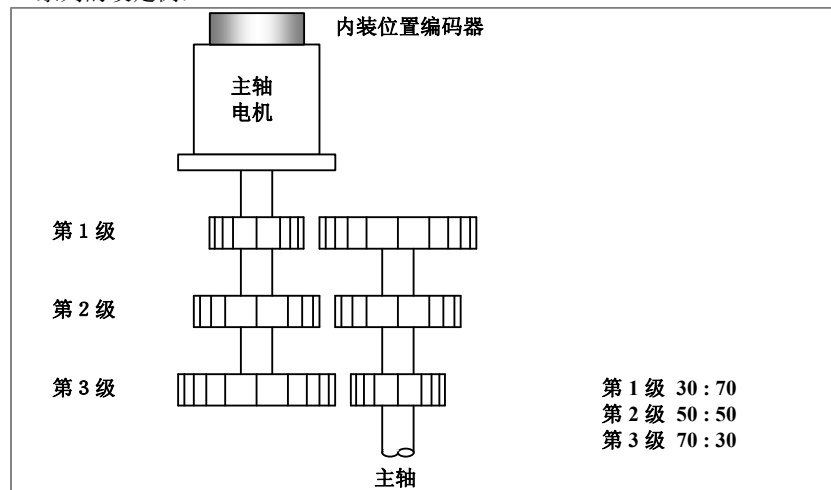 内装位置编码器
主轴
电机
第 1 级
第 2 级
第 3 级
第 1 级 30 : 70
第 2 级 50 : 50
第 3 级 70 : 30
主轴